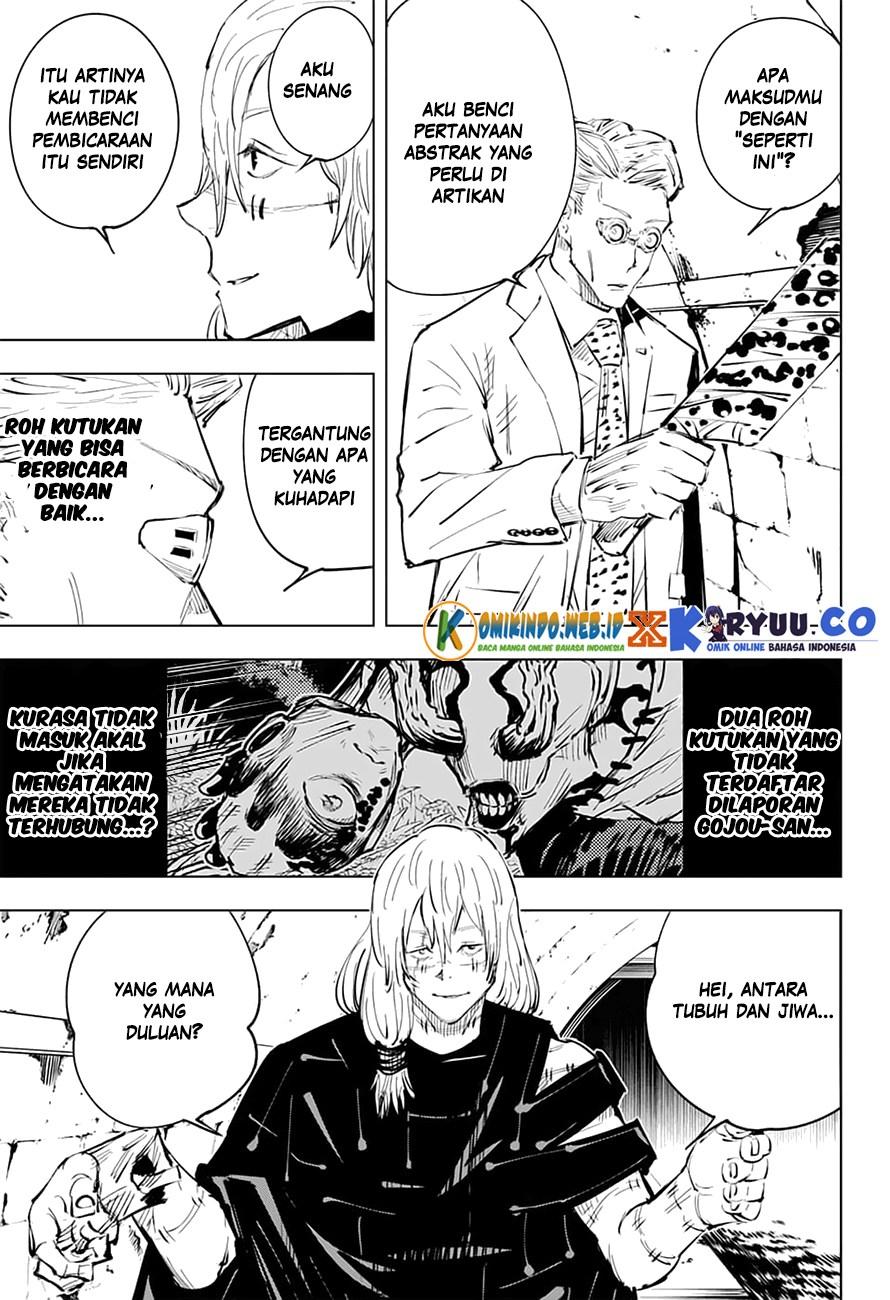 APA
MAKSUDMU
DENGAN
"SEPERTI
INI"?
AKU BENCI
PERTANYAAN
ABSTRAK YANG
PERLU DI
ARTIKAN
AKU
SENANG
ITU ARTINYA
KAU TIDAK
MEMBENCI
PEMBICARAAN
ITU SENDIRI
TERGANTUNG
DENGAN APA
YANG
KUHADAPI
ROH KUTUKAN
YANG BISA
BERBICARA
DENGAN
BAIK...
KOMIKINDO.WEB.ID X KIRYUU.CO
BACA MANGA ONLINE BAHASA INDONESIA
OMIK ONLINE BAHASA INDONESIA
DUA ROH
KUTUKAN YANG
TIDAK
TERDAFTAR
DILAPORAN
GOJOU-SAN...
KURASA TIDAK
MASUK AKAL
JIKA
MENGATAKAN
MEREKA TIDAK
TERHUBUNG...?
HEI, ANTARA
TUBUH DAN JIWA...
YANG MANA
YANG
DULUAN?